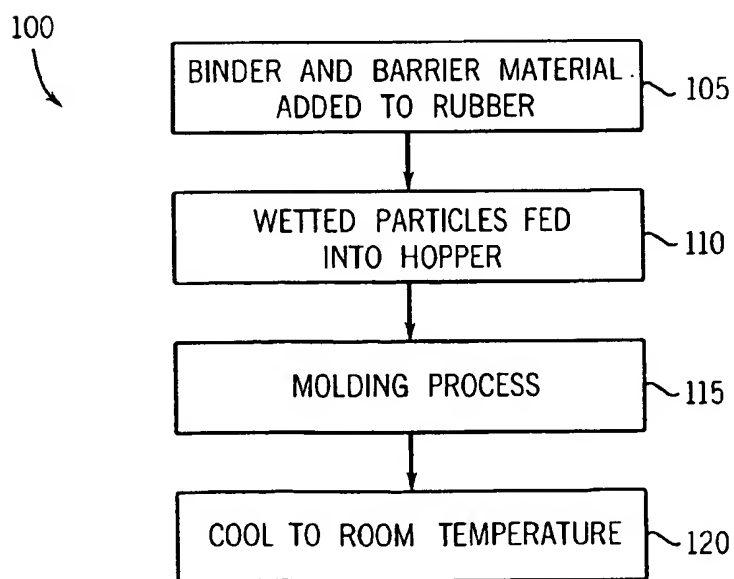 100
BINDER AND BARRIER MATERIAL
ADDED TO RUBBER
105
WETTED PARTICLES FED
INTO HOPPER
110
MOLDING PROCESS
115
COOL TO ROOM TEMPERATURE
120